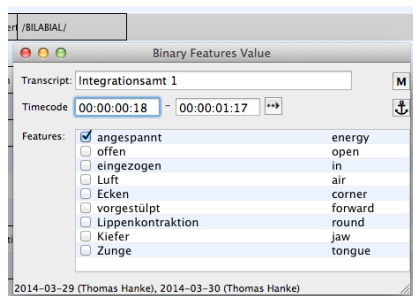 /BILABIAL/
Binary Features Value
Transcript: Integrationsamt 1 M
Timecode 00:00:00:18 - 00:00:01:17
Features: angespannt energy
offen open
eingezogen in
Luft air
Ecken corner
vorgestülpt forward
Lippenkontraktion round
Kiefer jaw
Zunge tongue
2014-03-29 (Thomas Hanke), 2014-03-30 (Thomas Hanke)